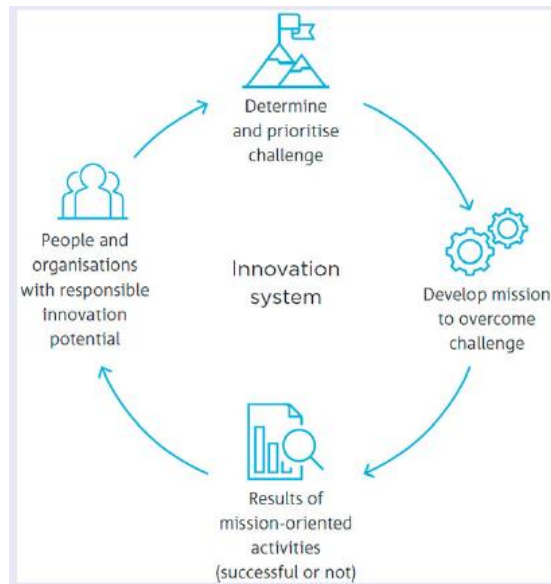 Determine
and prioritise
challenge
Develop mission
to overcome
challenge
Results of
mission-oriented
activities
(successful or not)
People and
organisations
with responsible
innovation
potential
Innovation
system